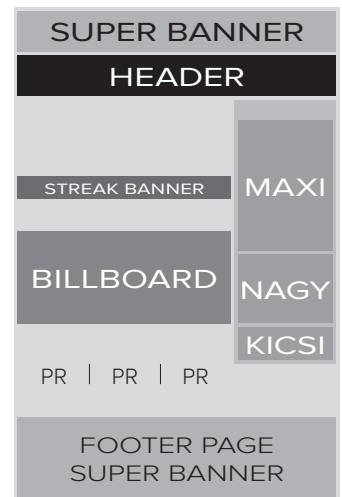 SUPER BANNER
HEADER
STREAK BANNER
MAXI
BILLBOARD
NAGY
KICSI
PR | PR | PR
FOOTER PAGE
SUPER BANNER